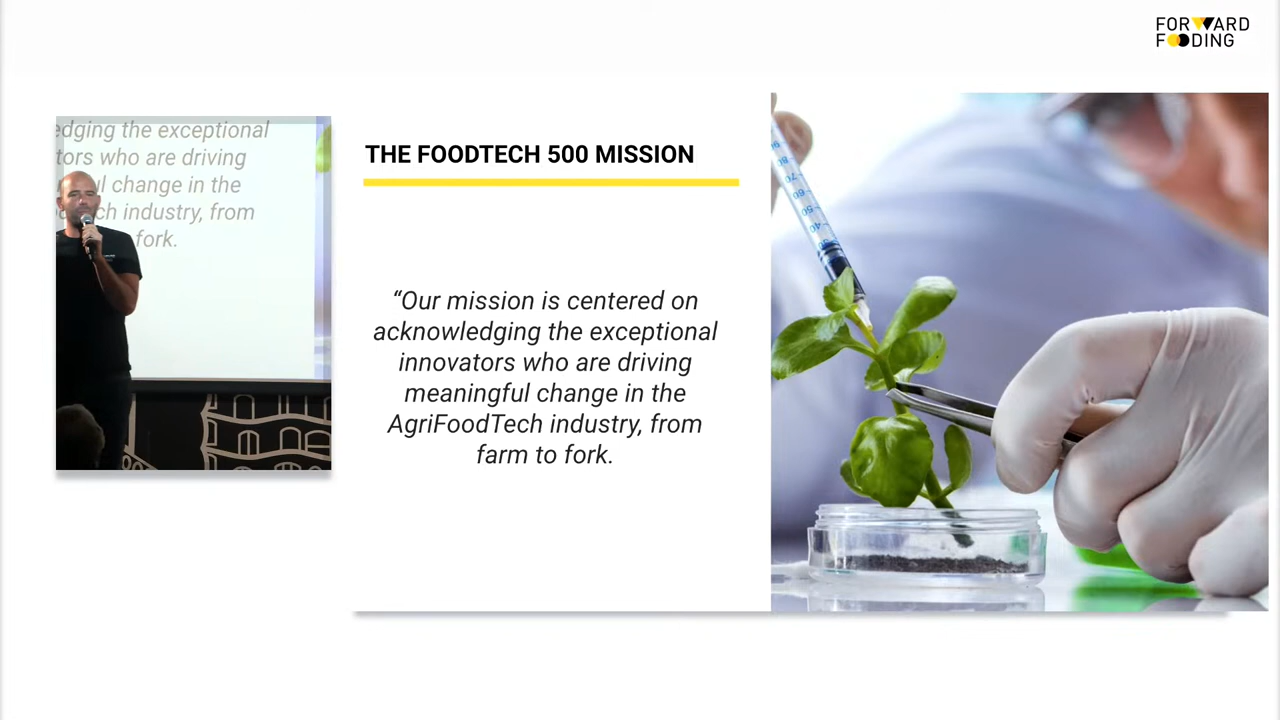 FORWARD
FOODING
edging the exceptional
tors who are driving
l change in the
ch industry, from
fork.
THE FOODTECH 500 MISSION
“Our mission is centered on
acknowledging the exceptional
innovators who are driving
meaningful change in the
AgriFoodTech industry, from
farm to fork.